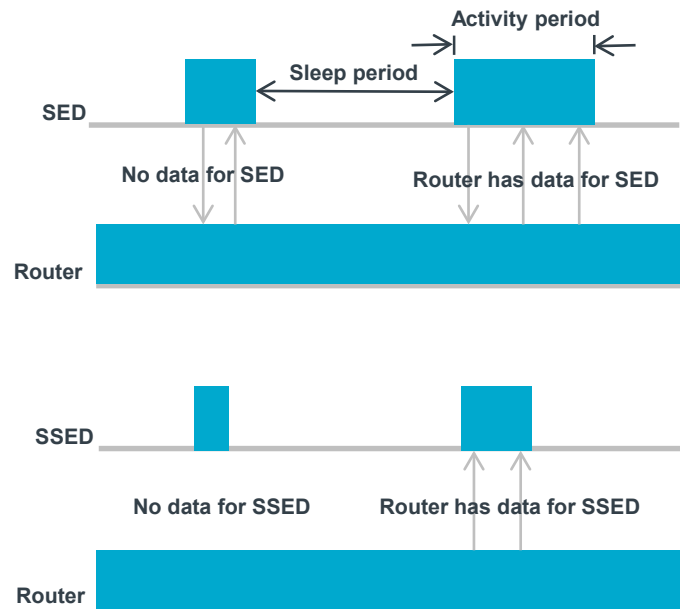 Activity period
Sleep period
SED
No data for SED
Router has data for SED
Router
SSED
No data for SSED
Router has data for SSED
Router